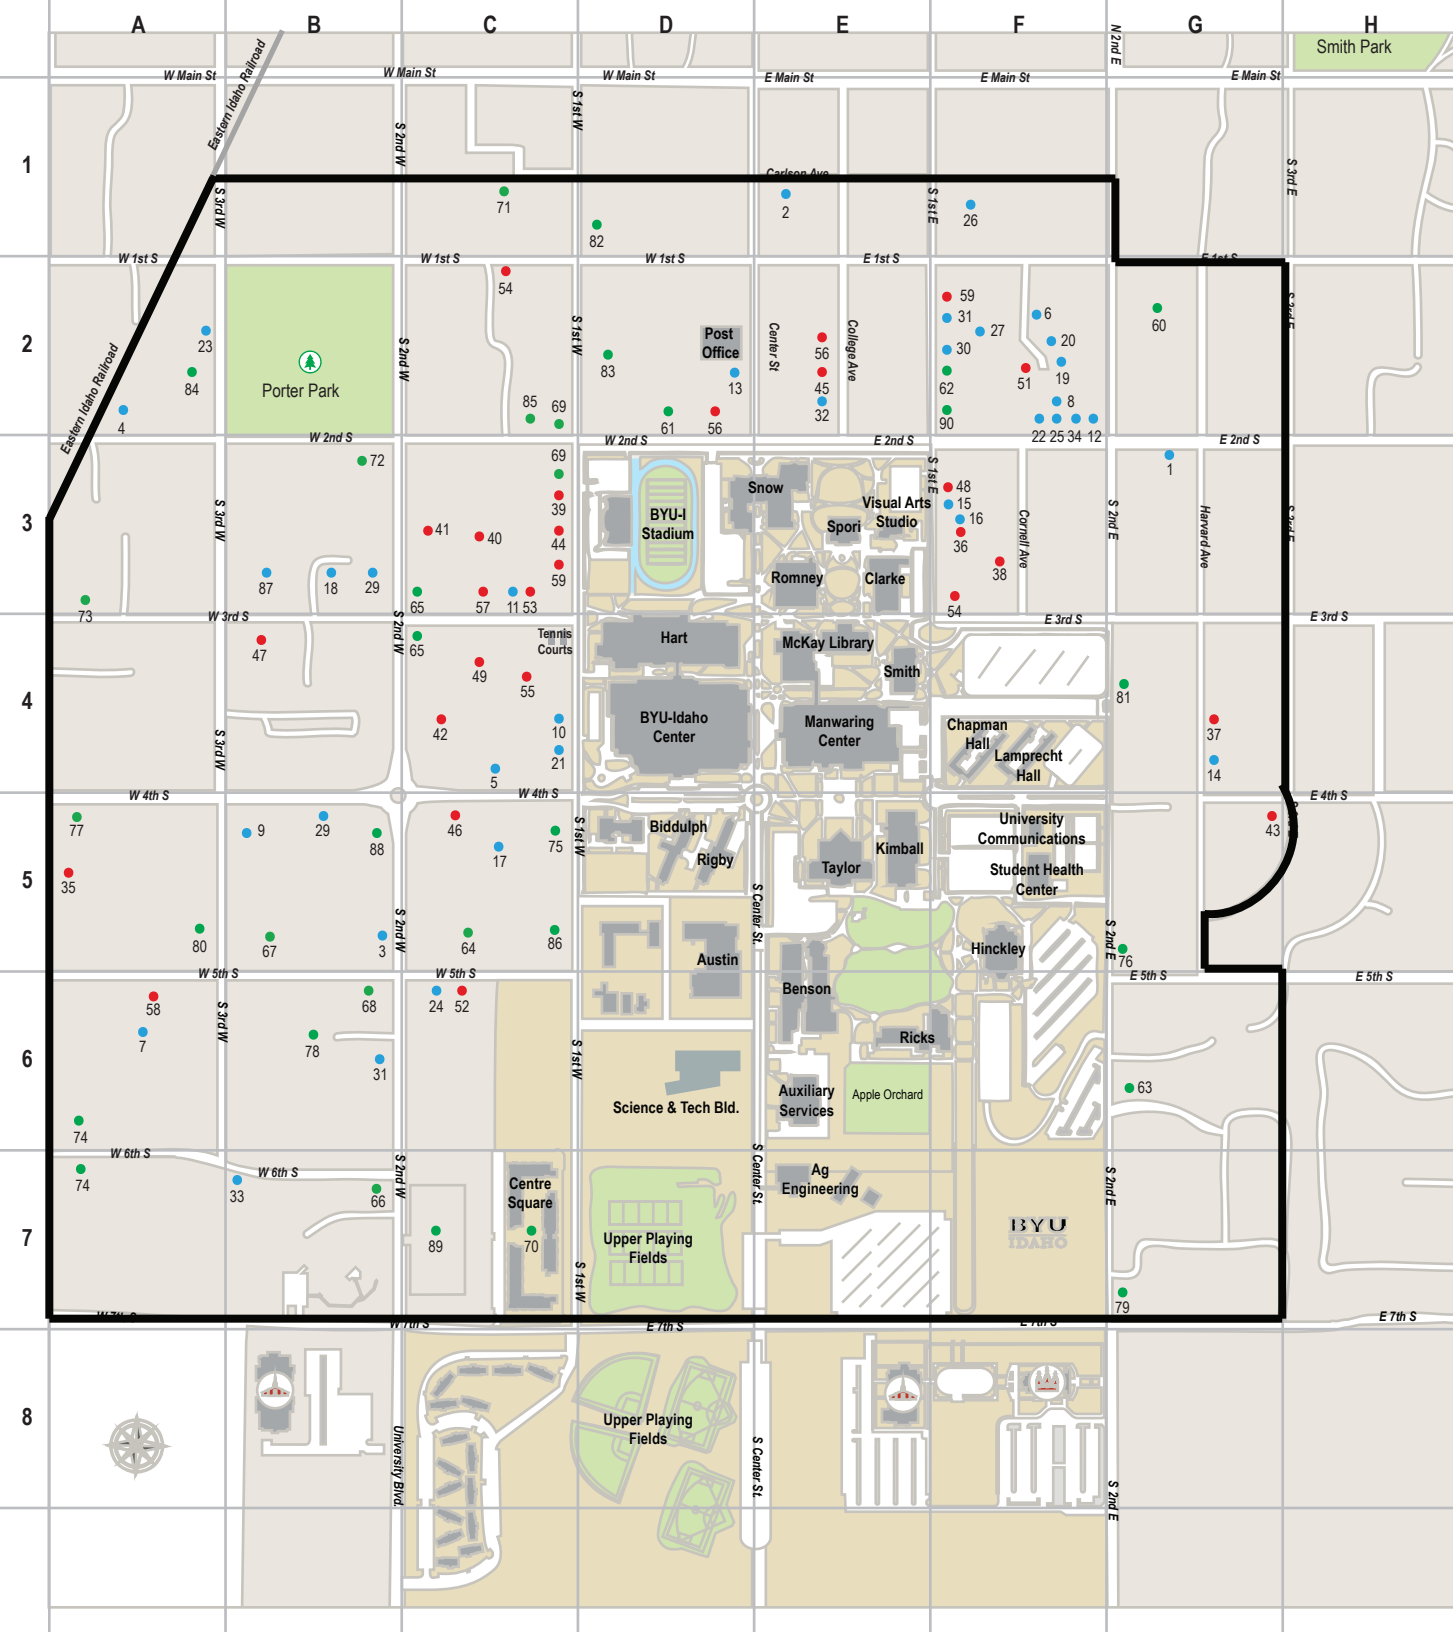 A B C D E F G H
Smith Park
N 2nd E
Eastern Idaho Railroad
W Main St
W Main St
W Main St
E Main St
E Main St
E Main St
1
S 2nd W
S 1st W
S 3rd E
Carlson Ave
S 3rd W
71
82
2
S 1st E
26
W 1st S
W 1st S
W 1st S
E 1st S
E 1st S
54
59
31
27
6
60
S 3rd E
2
23
S 2nd W
S 1st W
Post
Office
Center St
College Ave
56
30
20
Eastern Idaho Railroad
84
Porter Park
83
13
45
62
51
19
4
85
69
61
56
32
90
8
22 25 34 12
W 2nd S
W 2nd S
E 2nd S
E 2nd S
72
69
Snow
S 1st E
1
3
S 3rd W
41
40
39
44
BYU-I
Stadium
Spori
Visual Arts
Studio
48
15
16
36
Cornell Ave
S 2nd E
Harvard Ave
S 3rd E
87
18
29
59
Romney
Clarke
38
73
65
57
11
53
54
W 3rd S
S 2nd W
E 3rd S
E 3rd S
47
65
Tennis
Courts
Hart
McKay Library
49
55
Smith
81
4
S 3rd W
42
10
BYU-Idaho
Center
Manwaring
Center
Chapman
Hall
37
5
21
Lamprecht
Hall
14
W 4th S
W 4th S
E 4th S
77
9
29
88
46
17
75
S 1st W
Biddulph
Rigby
Taylor
Kimball
University
Communications
43
5
35
Student Health
Center
80
67
3
S 2nd W
64
86
S Center St.
Austin
Hinckley
S 2nd E
76
W 5th S
W 5th S
E 5th S
E 5th S
58
S 3rd W
68
24
52
Benson
7
78
Ricks
6
31
S 1st W
Auxiliary
Services
Apple Orchard
63
Science & Tech Bld.
74
W 6th S
W 6th S
74
33
66
S 2nd W
Centre
Square
S Center St.
Ag
Engineering
S 2nd E
7
89
70
Upper Playing
Fields
BYU
IDAHO
S 1st W
79
W 7th S
W 7th S
E 7th S
E 7th S
E 7th S
8
University Blvd.
Upper Playing
Fields
S Center St.
S 2nd E